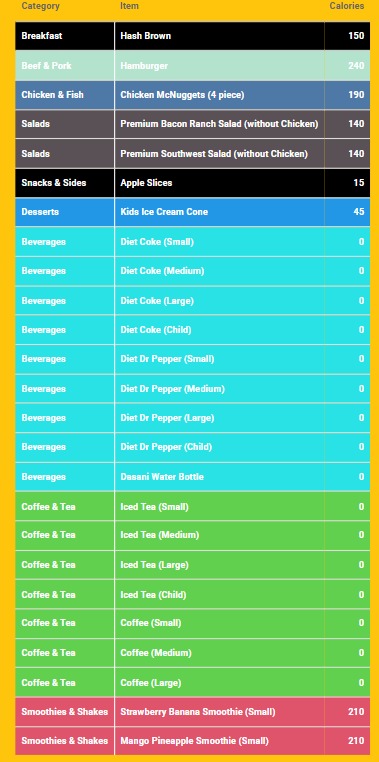 Category Item Calories
Breakfast Hash Brown 150
Beef & Pork Hamburger 240
Chicken & Fish Chicken McNuggets (4 piece) 190
Salads Premium Bacon Ranch Salad (without Chicken) 140
Salads Premium Southwest Salad (without Chicken) 140
Snacks & Sides Apple Slices 15
Desserts Kids Ice Cream Cone 45
Beverages Diet Coke (Small) 0
Beverages Diet Coke (Medium) 0
Beverages Diet Coke (Large) 0
Beverages Diet Coke (Child) 0
Beverages Diet Dr Pepper (Small) 0
Beverages Diet Dr Pepper (Medium) 0
Beverages Diet Dr Pepper (Large) 0
Beverages Diet Dr Pepper (Child) 0
Beverages Dasani Water Bottle 0
Coffee & Tea Iced Tea (Small) 0
Coffee & Tea Iced Tea (Medium) 0
Coffee & Tea Iced Tea (Large) 0
Coffee & Tea Iced Tea (Child) 0
Coffee & Tea Coffee (Small) 0
Coffee & Tea Coffee (Medium) 0
Coffee & Tea Coffee (Large) 0
Smoothies & Shakes Strawberry Banana Smoothie (Small) 210
Smoothies & Shakes Mango Pineapple Smoothie (Small) 210